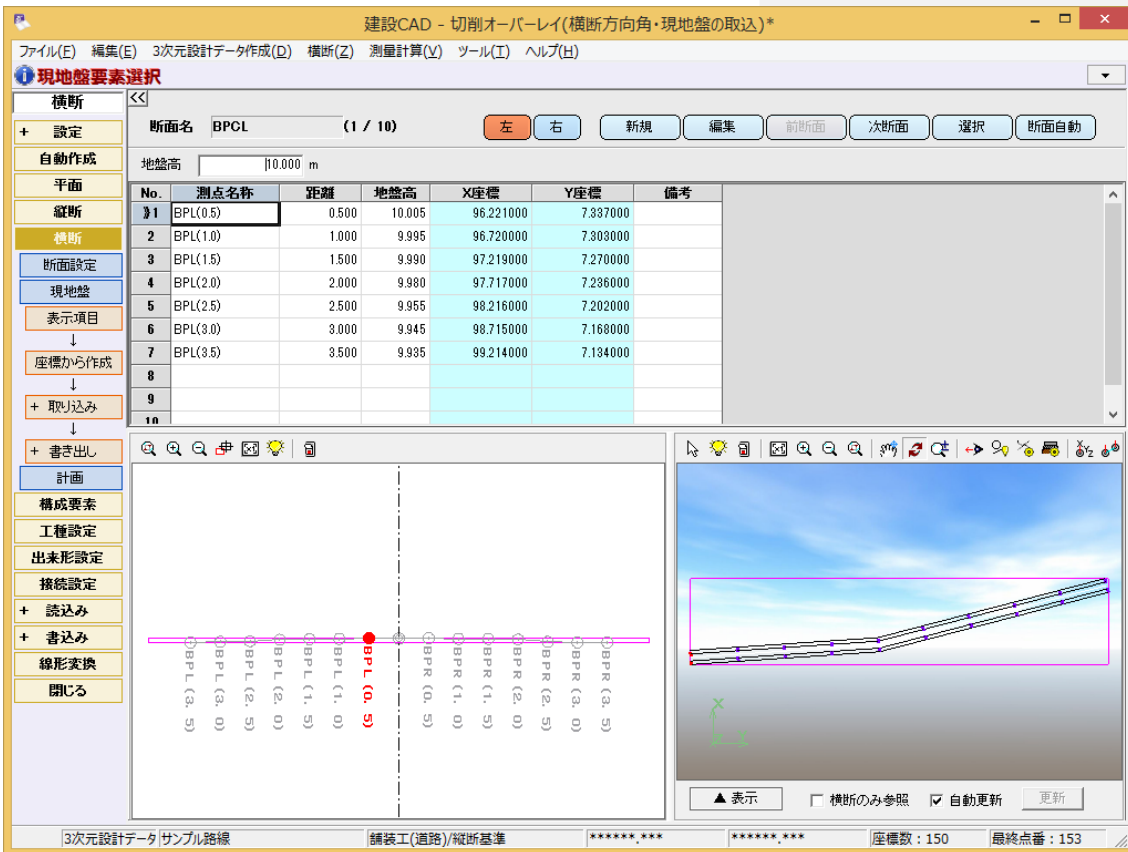 建設CAD - 切削オーバーレイ(横断方向角・現地盤の取込)*
ファイル(F) 編集(E) 3次元設計データ作成(D) 横断(Z) 測量計算(V) ツール(T) ヘルプ(H)
現地盤要素選択
横断
+ 設定
自動作成
平面
縦断
横断
断面設定
現地盤
表示項目
↓
座標から作成
↓
+ 取り込み
↓
+ 書き出し
計画
構成要素
工種設定
出来形設定
接続設定
+ 読込み
+ 書込み
線形変換
閉じる
<<
断面名 BPCL (1 / 10) 左 右 新規 編集 前断面 次断面 選択 断面自動
地盤高 10.000 m
No. 測点名称 距離 地盤高 X座標 Y座標 備考
1 BPL(0.5) 0.500 10.005 96.221000 7.337000
2 BPL(1.0) 1.000 9.995 96.720000 7.303000
3 BPL(1.5) 1.500 9.990 97.219000 7.270000
4 BPL(2.0) 2.000 9.980 97.717000 7.236000
5 BPL(2.5) 2.500 9.955 98.216000 7.202000
6 BPL(3.0) 3.000 9.945 98.715000 7.168000
7 BPL(3.5) 3.500 9.935 99.214000 7.134000
8
9
10
BPL(3.5)
BPL(3.0)
BPL(2.5)
BPL(2.0)
BPL(1.5)
BPL(1.0)
BPL(0.5)
BPR(0.5)
BPR(1.0)
BPR(1.5)
BPR(2.0)
BPR(2.5)
BPR(3.0)
BPR(3.5)
X
▲ 表示 横断のみ参照 自動更新 更新
3次元設計データ サンプル路線 舗装工(道路)/縦断基準 ******.*** ******.*** 座標数：150 最終点番：153